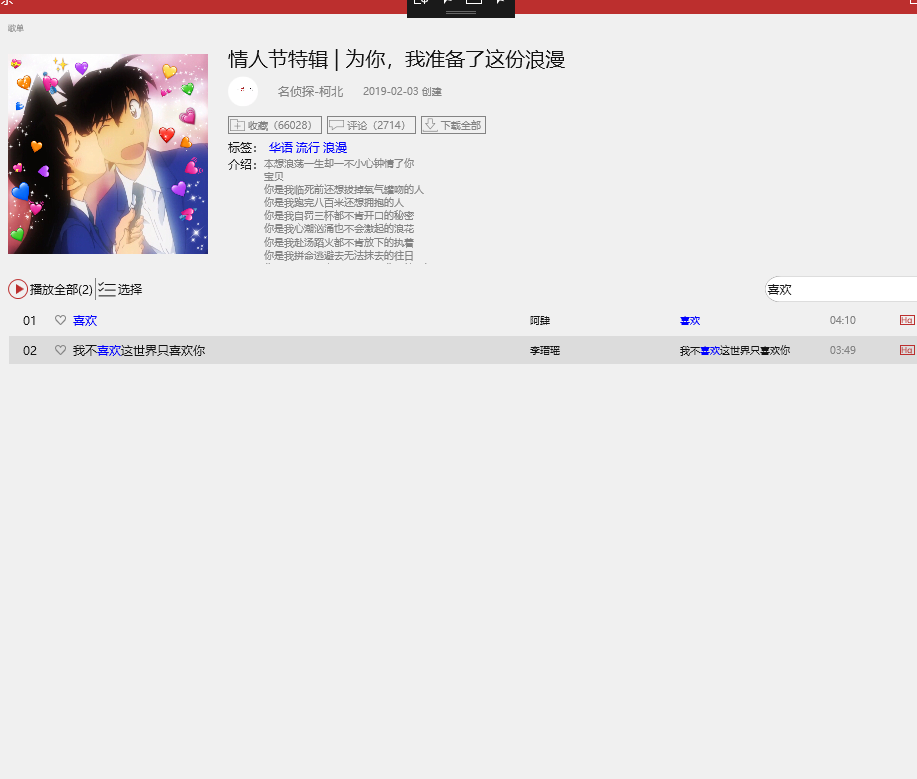 歌单
情人节特辑 | 为你，我准备了这份浪漫
名侦探-柯北 2019-02-03 创建
收藏（66028） 评论（2714） 下载全部
标签： 华语 流行 浪漫
介绍： 本想浪荡一生却一不小心钟情了你
宝贝
你是我临死前还想拔掉氧气罐吻的人
你是我跑完八百米还想拥抱的人
你是我自罚三杯都不肯开口的秘密
你是我心潮汹涌也不会激起的浪花
你是我赴汤蹈火都不肯放下的执着
你是我拼命逃避去无法抹去的往日
播放全部(2) 选择 喜欢
01 喜欢 阿肆 喜欢 04:10 Hq
02 我不喜欢这世界只喜欢你 李瑨瑶 我不喜欢这世界只喜欢你 03:49 Hq